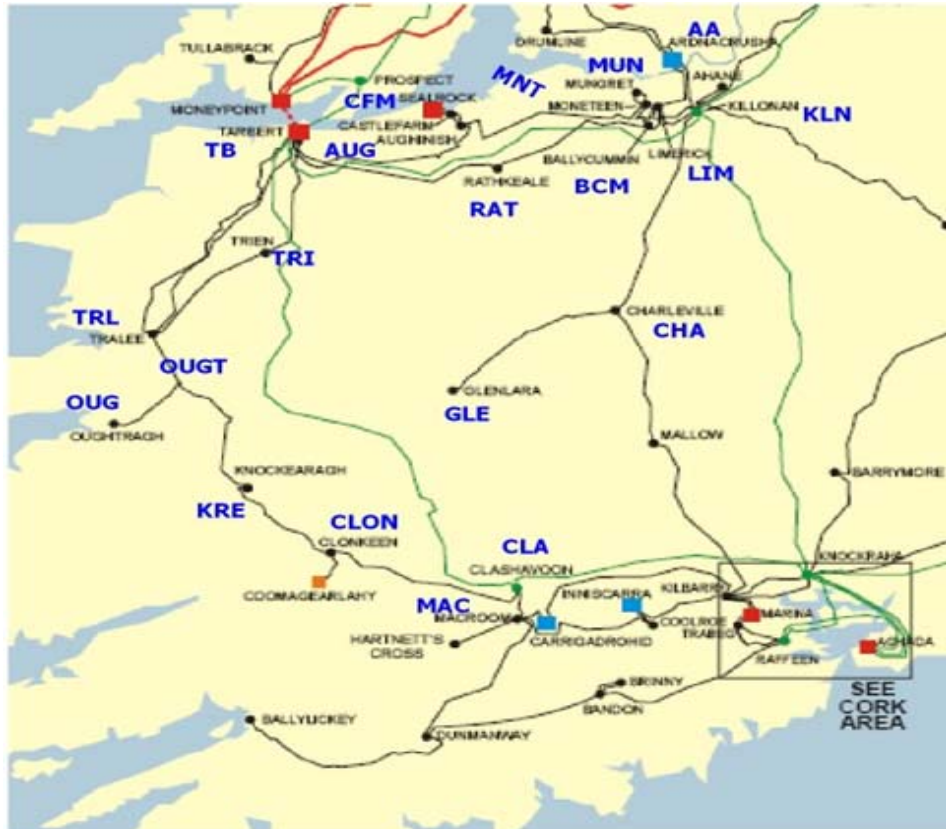 AA
DRUMLINE
ARDNACRUSHA
TULLABRACK
MUN
PROSPECT
MNT
MUNGRET
AHANE
CFM
SEALROCK
MONEYPOINT
MONETEEN
KILLONAN
KLN
CASTLEFARM
TARBERT
AUGHINISH
TB
AUG
BALLYCUMMIN
LIMERICK
RATHKEALE
BCM
LIM
RAT
TRIEN
TRI
CHARLEVILLE
TRL
CHA
TRALEE
OUGT
GLENLARA
OUG
GLE
OUGHTRAGH
MALLOW
KNOCKEARAGH
BARRYMORE
KRE
CLON
CLONKEEN
CLA
KNOCKRAHA
CLASHAVOON
COOMAGEARLAHY
KILBARRY
INNISCARRA
MAC
MARINA
MACROOM
COOLROE
TRABEG
HARTNETT'S
CROSS
CARRIGADROHID
AGHADA
RAFFEEN
BRINNY
SEE
CORK
AREA
BANDON
BALLYLICKEY
DUNMANWAY